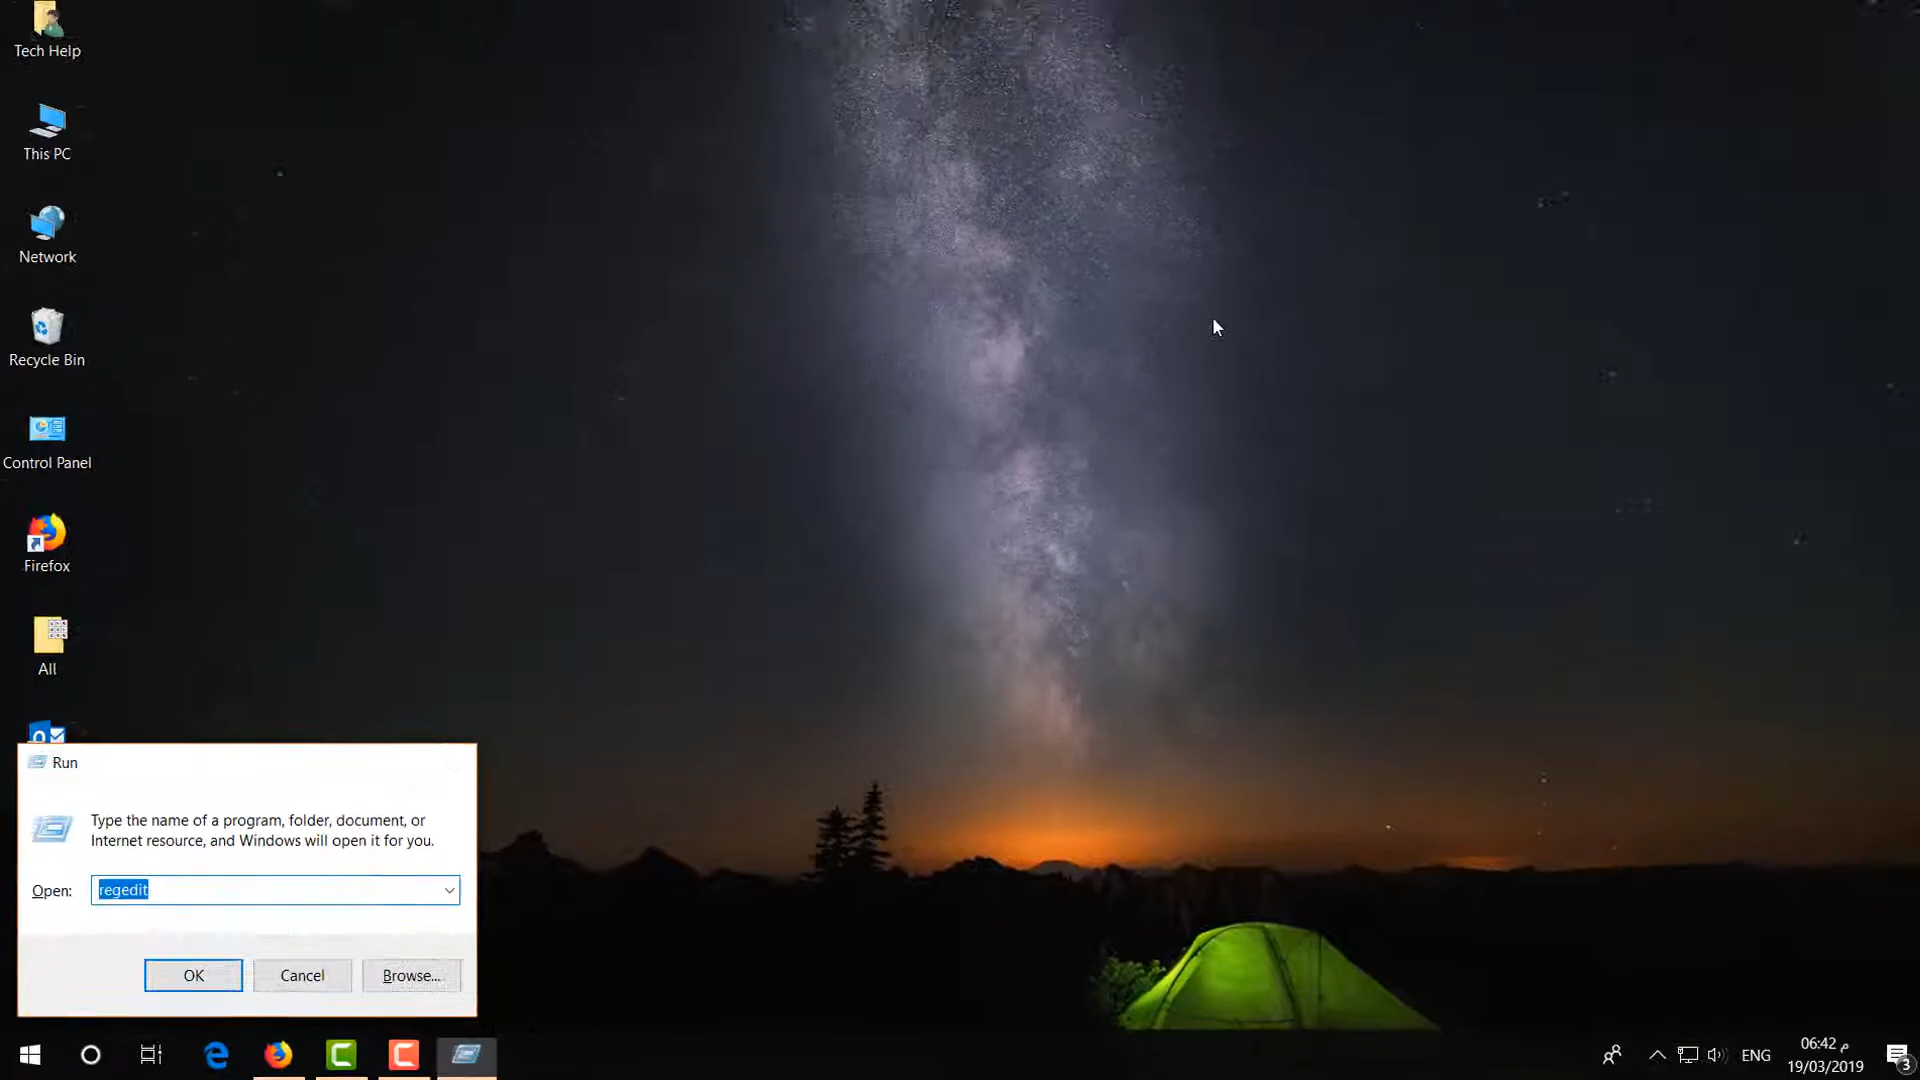 Tech Help
This PC
Network
Recycle Bin
Control Panel
Firefox
All
Run
Type the name of a program, folder, document, or
Internet resource, and Windows will open it for you.
Open:
regedit
OK
Cancel
Browse...
ENG
06:42 م
19/03/2019
3